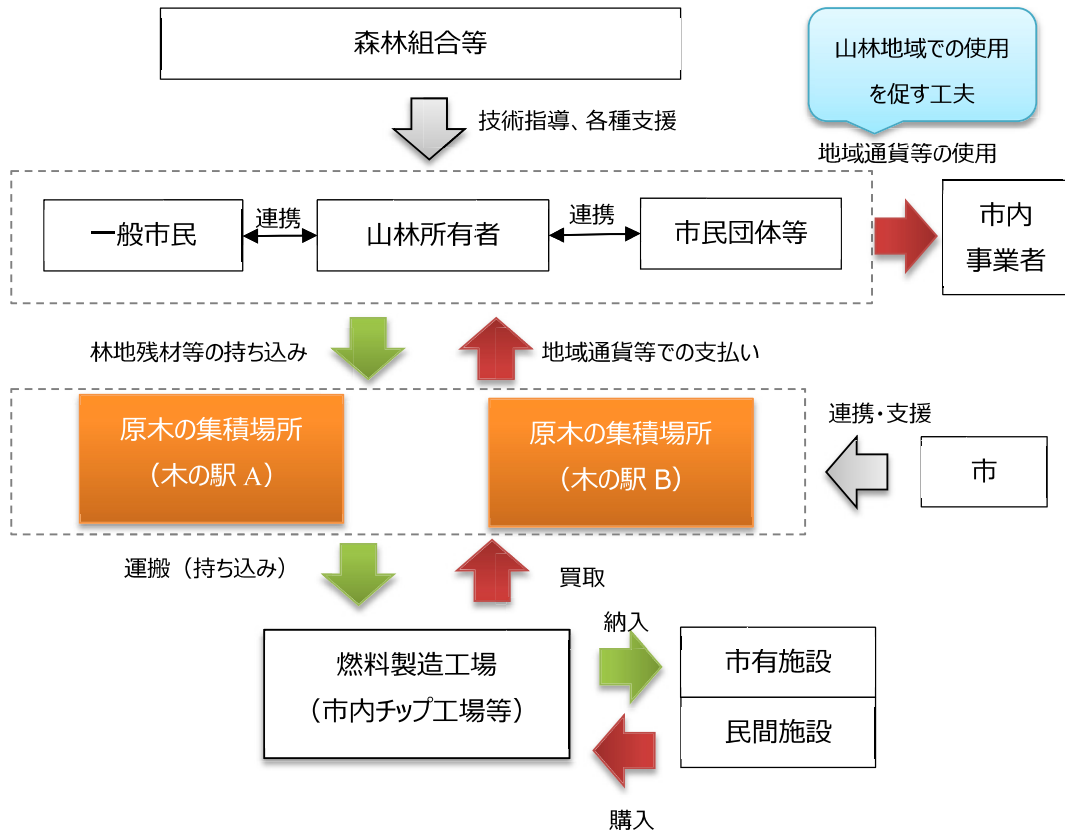 森林組合等
山林地域での使用
を促す工夫
技術指導、各種支援
地域通貨等の使用
一般市民
連携
山林所有者
連携
市民団体等
市内
事業者
林地残材等の持ち込み
地域通貨等での支払い
原木の集積場所
（木の駅 A）
原木の集積場所
（木の駅 B）
連携・支援
市
運搬（持ち込み）
買取
燃料製造工場
（市内チップ工場等）
納入
市有施設
民間施設
購入